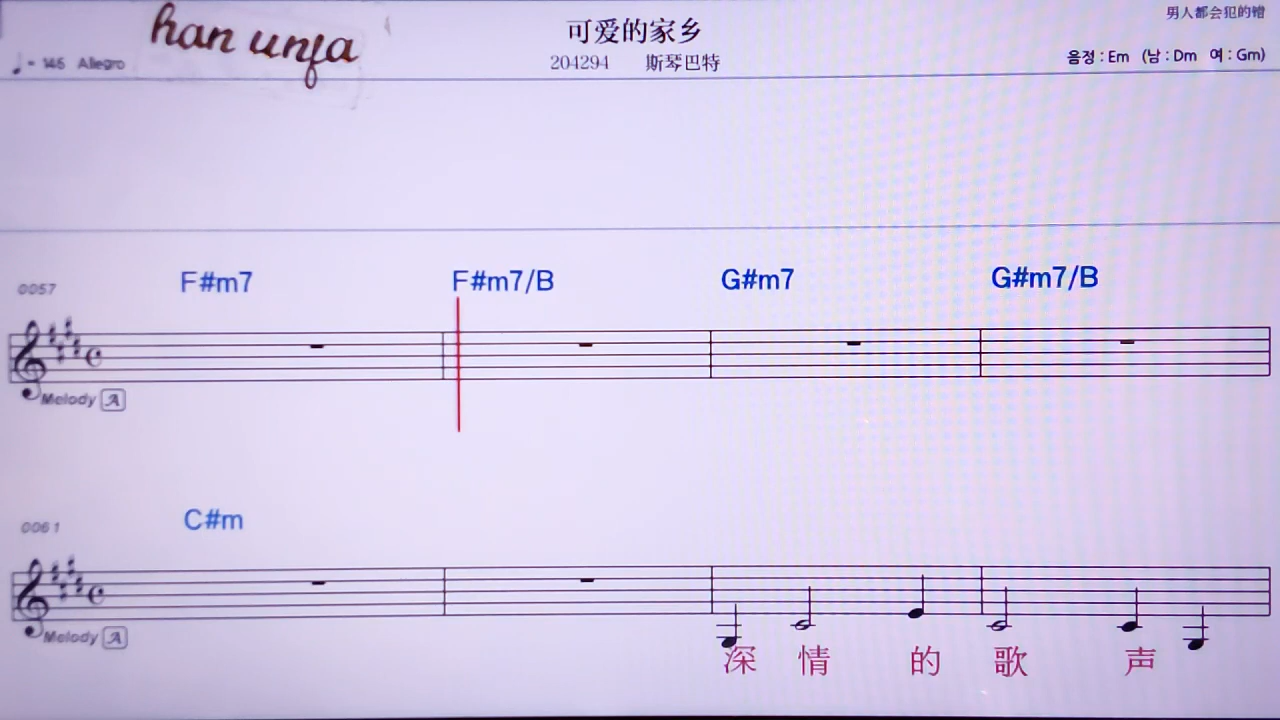 han unfa
可爱的家乡
男人都会犯的错
♩ = 146 Allegro
204294 斯琴巴特
음정 : Em (남 : Dm 여 : Gm)
0057 F#m7 F#m7/B G#m7 G#m7/B
Melody A
0061 C#m
Melody A
深 情 的 歌 声